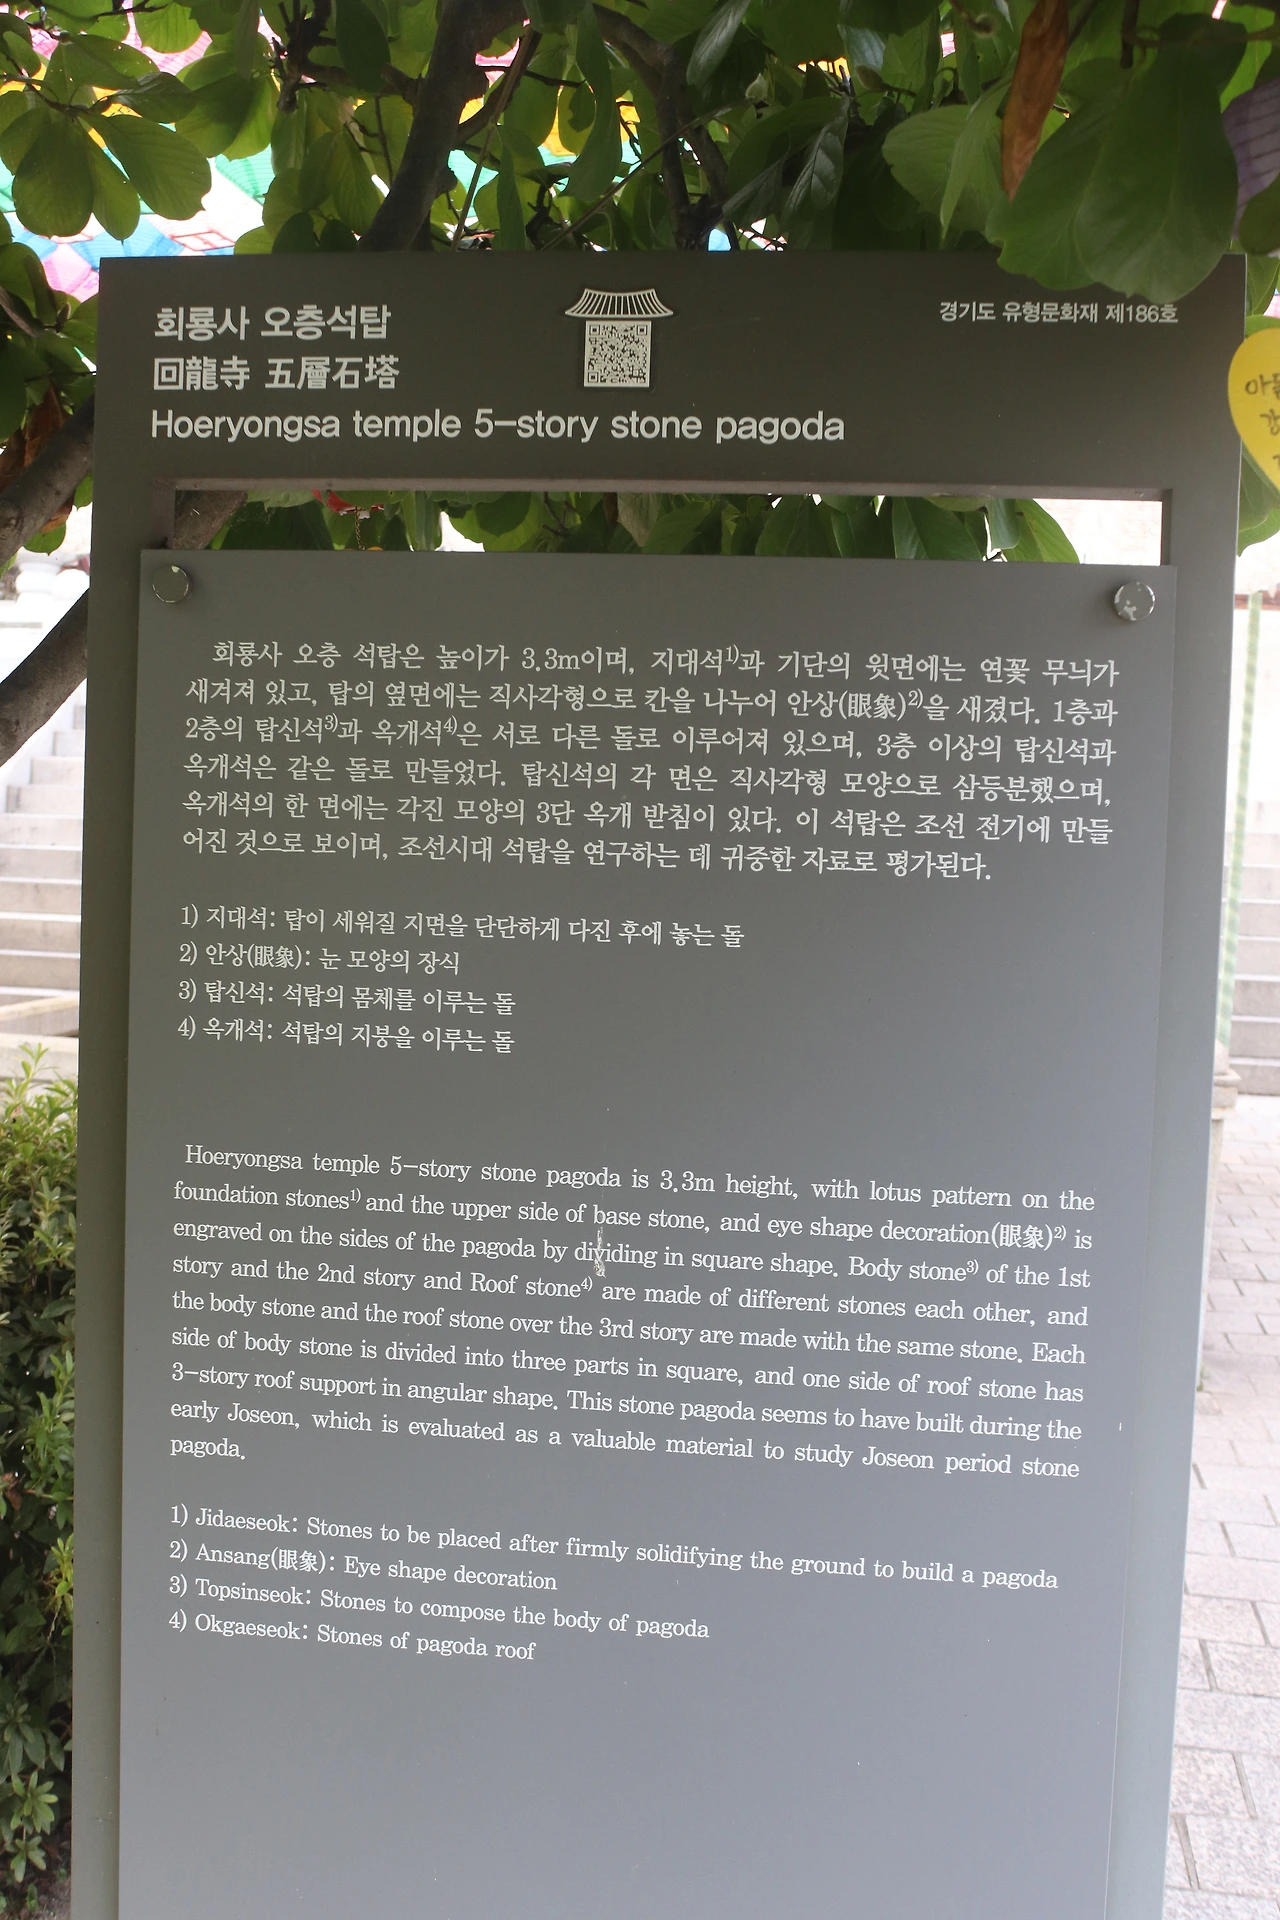 회룡사 오층석탑
回龍寺 五層石塔
Hoeryongsa temple 5-story stone pagoda
경기도 유형문화재 제186호
회룡사 오층 석탑은 높이가 3.3m이며, 지대석1)과 기단의 윗면에는 연꽃 무늬가
새겨져 있고, 탑의 옆면에는 직사각형으로 칸을 나누어 안상(眼象)2)을 새겼다. 1층과
2층의 탑신석3)과 옥개석4)은 서로 다른 돌로 이루어져 있으며, 3층 이상의 탑신석과
옥개석은 같은 돌로 만들었다. 탑신석의 각 면은 직사각형 모양으로 삼등분했으며,
옥개석의 한 면에는 각진 모양의 3단 옥개 받침이 있다. 이 석탑은 조선 전기에 만들
어진 것으로 보이며, 조선시대 석탑을 연구하는 데 귀중한 자료로 평가된다.
1) 지대석: 탑이 세워질 지면을 단단하게 다진 후에 놓는 돌
2) 안상(眼象): 눈 모양의 장식
3) 탑신석: 석탑의 몸체를 이루는 돌
4) 옥개석: 석탑의 지붕을 이루는 돌
Hoeryongsa temple 5-story stone pagoda is 3.3m height, with lotus pattern on the
foundation stones1) and the upper side of base stone, and eye shape decoration(眼象)2) is
engraved on the sides of the pagoda by dividing in square shape. Body stone3) of the 1st
story and the 2nd story and Roof stone4) are made of different stones each other, and
the body stone and the roof stone over the 3rd story are made with the same stone. Each
side of body stone is divided into three parts in square, and one side of roof stone has
3-story roof support in angular shape. This stone pagoda seems to have built during the
early Joseon, which is evaluated as a valuable material to study Joseon period stone
pagoda.
1) Jidaeseok: Stones to be placed after firmly solidifying the ground to build a pagoda
2) Ansang(眼象): Eye shape decoration
3) Topsinseok: Stones to compose the body of pagoda
4) Okgaeseok: Stones of pagoda roof